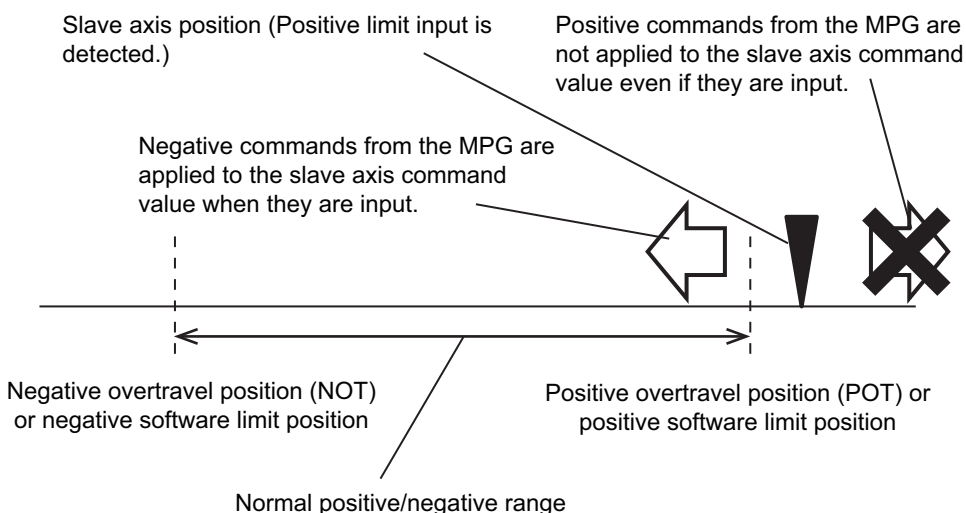 Slave axis position (Positive limit input is
detected.)
Positive commands from the MPG are
not applied to the slave axis command
value even if they are input.
Negative commands from the MPG are
applied to the slave axis command
value when they are input.
Negative overtravel position (NOT)
or negative software limit position
Positive overtravel position (POT) or
positive software limit position
Normal positive/negative range